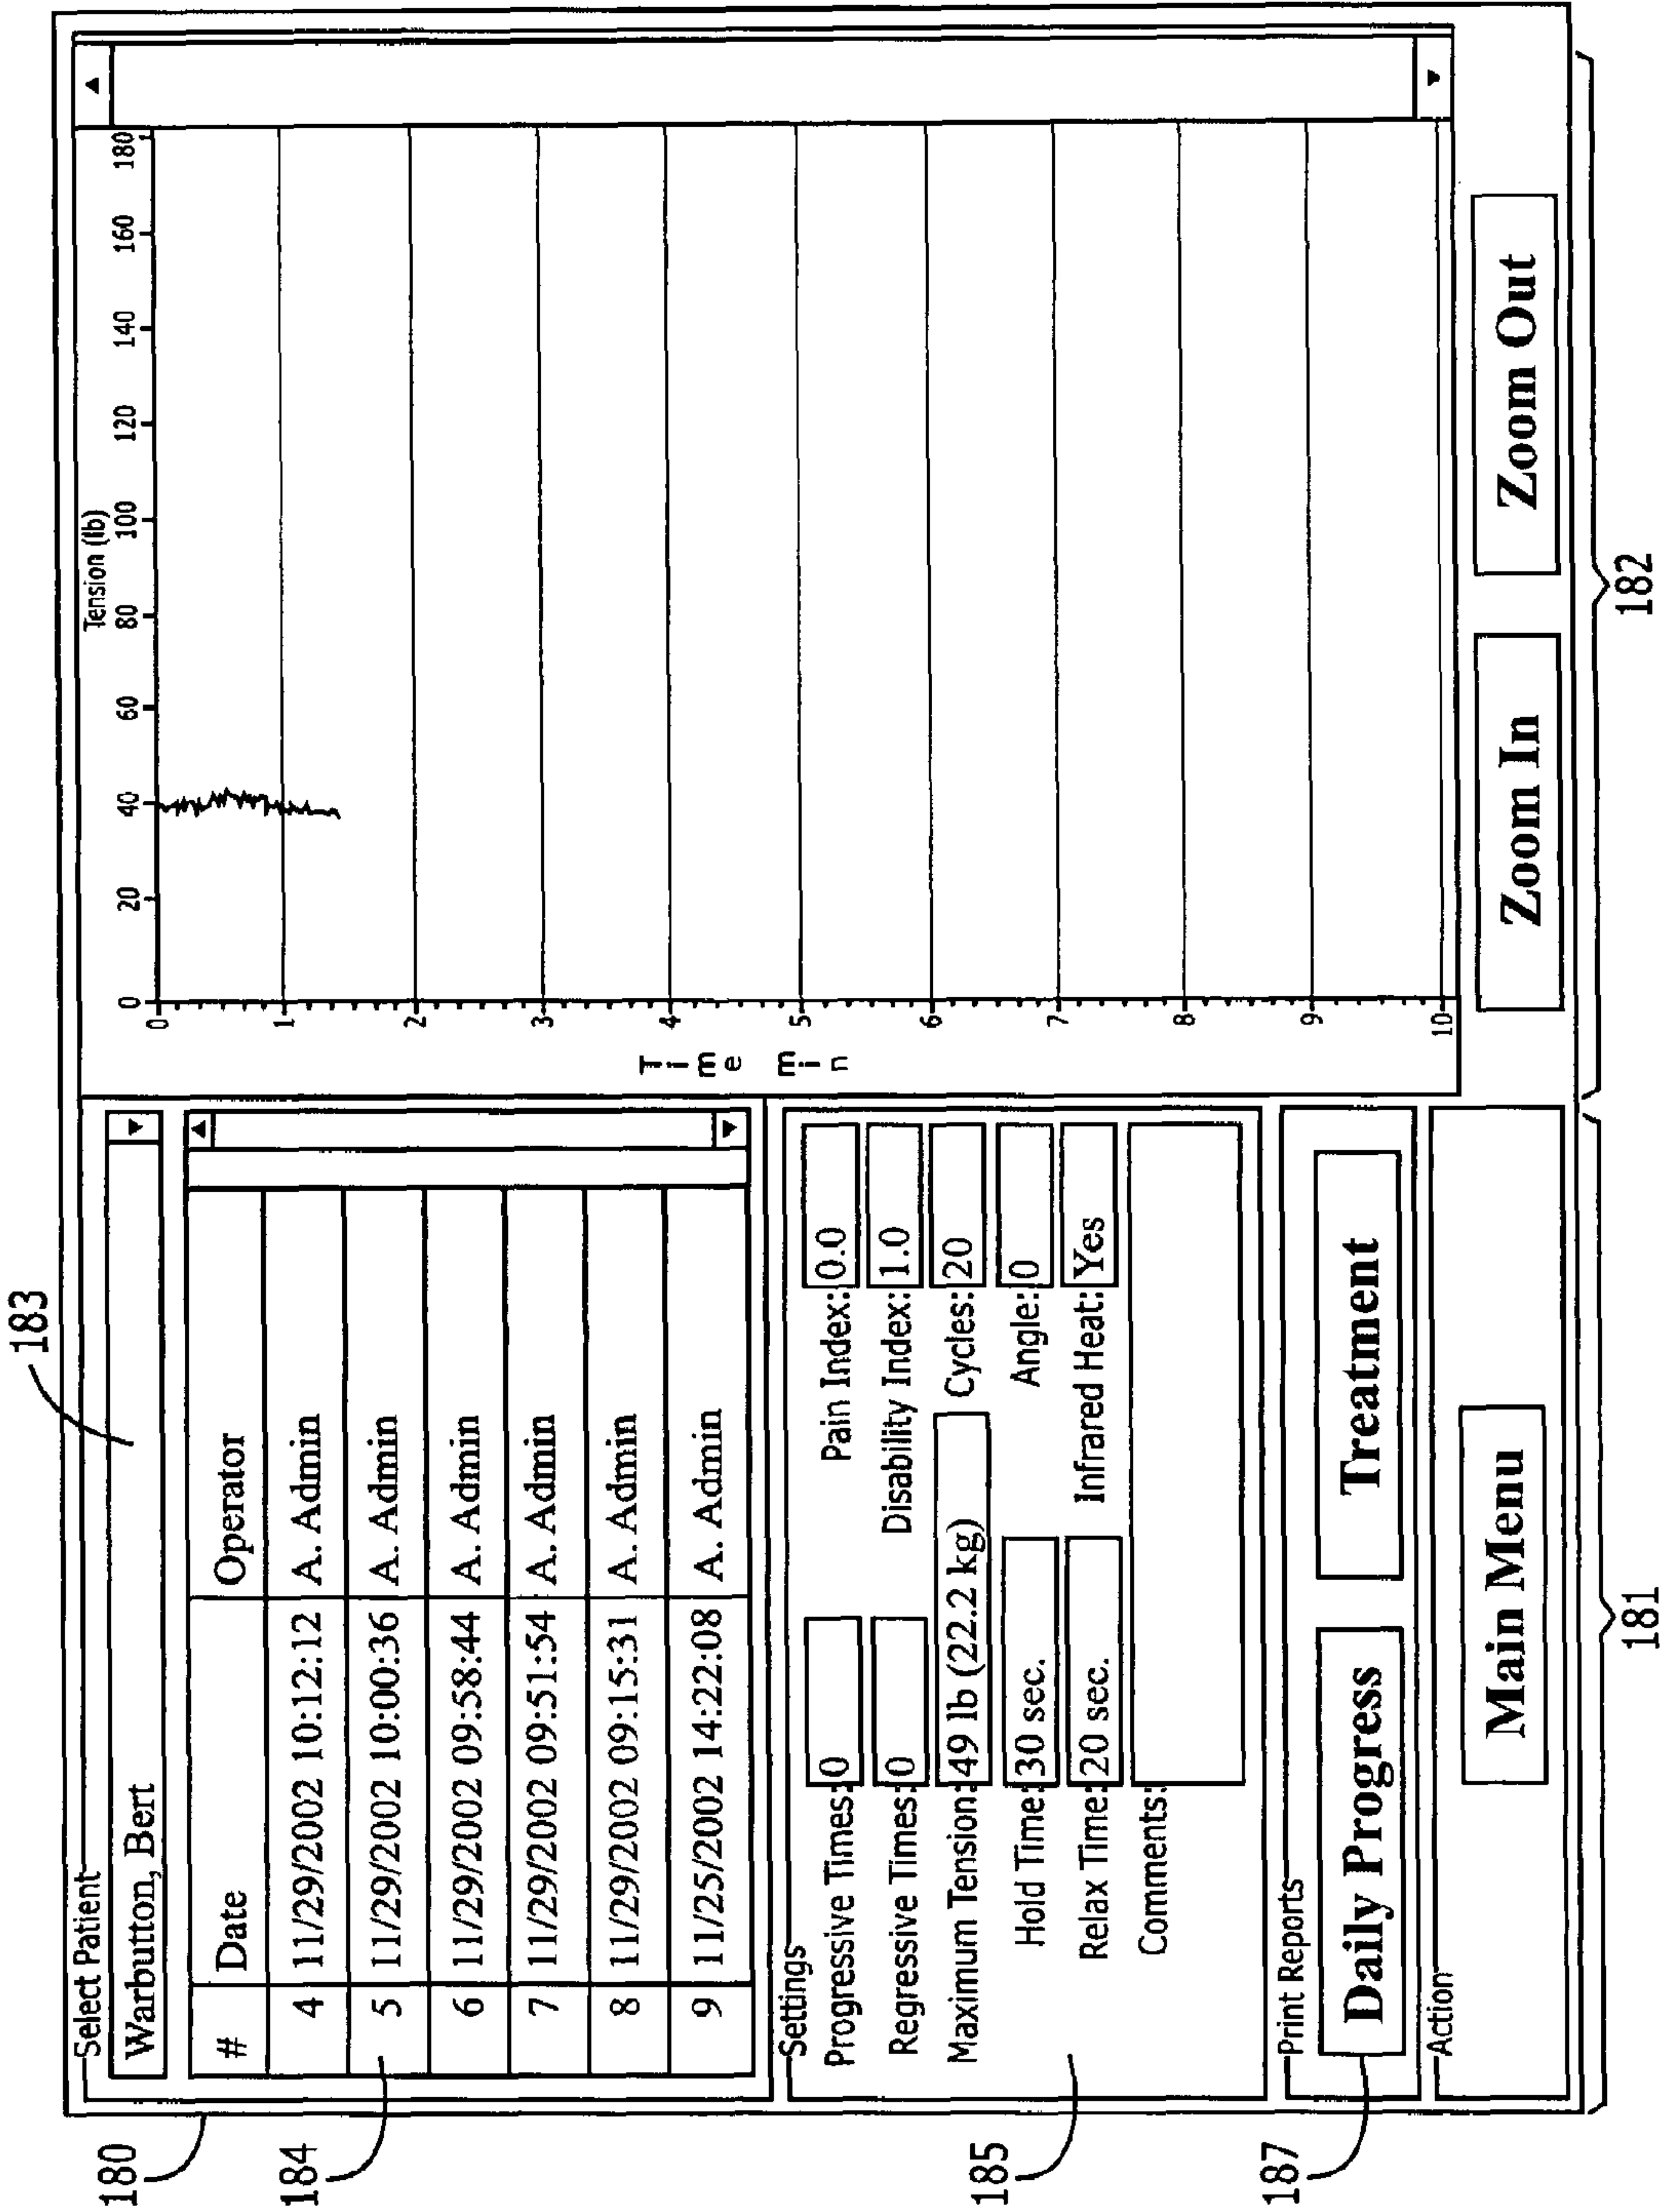 183
180
184
185
187
181
182
Select Patient
Warbutton, Bert
# Date Operator
4 11/29/2002 10:12:12 A. Admin
5 11/29/2002 10:00:36 A. Admin
6 11/29/2002 09:58:44 A. Admin
7 11/29/2002 09:51:54 A. Admin
8 11/29/2002 09:15:31 A. Admin
9 11/25/2002 14:22:08 A. Admin
Settings
Progressive Times: 0 Pain Index: 0.0
Regressive Times: 0 Disability Index: 1.0
Maximum Tension: 49 lb (22.2 kg) Cycles: 20
Hold Time: 30 sec. Angle: 0
Relax Time: 20 sec. Infrared Heat: Yes
Comments:
Print Reports
Daily Progress Treatment
Action
Main Menu
Tension (lb)
0 20 40 60 80 100 120 140 160 180
Time min
0
1
2
3
4
5
6
7
8
9
10
Zoom In Zoom Out